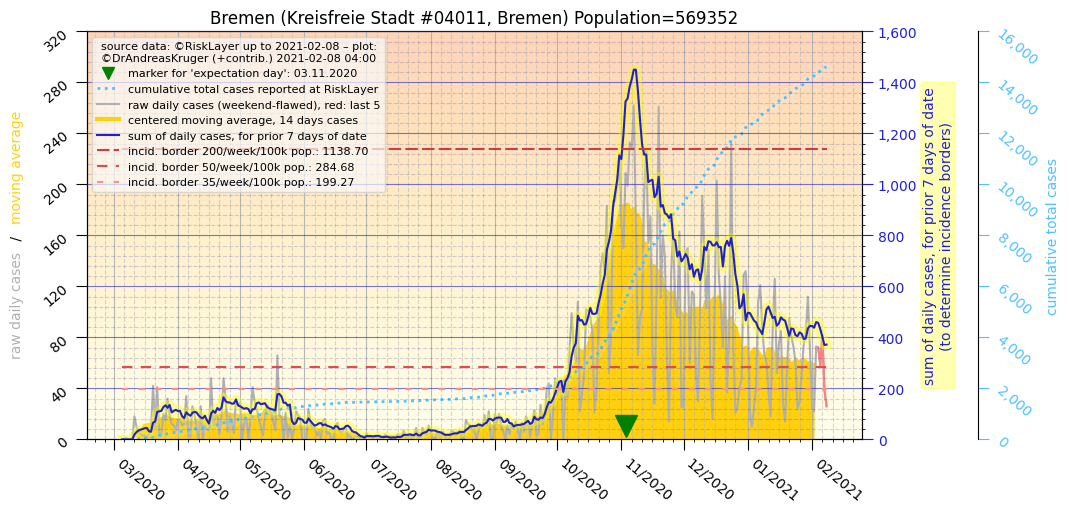 Bremen (Kreisfreie Stadt #04011, Bremen) Population=569352
source data: ©RiskLayer up to 2021-02-08 – plot:
©DrAndreasKruger (+contrib.) 2021-02-08 04:00
marker for 'expectation day': 03.11.2020
cumulative total cases reported at RiskLayer
raw daily cases (weekend-flawed), red: last 5
centered moving average, 14 days cases
sum of daily cases, for prior 7 days of date
incid. border 200/week/100k pop.: 1138.70
incid. border 50/week/100k pop.: 284.68
incid. border 35/week/100k pop.: 199.27
raw daily cases / moving average
320
280
240
200
160
120
80
40
0
03/2020
04/2020
05/2020
06/2020
07/2020
08/2020
09/2020
10/2020
11/2020
12/2020
01/2021
02/2021
1,600
1,400
1,200
1,000
800
600
400
200
0
sum of daily cases, for prior 7 days of date
(to determine incidence borders)
16,000
14,000
12,000
10,000
8,000
6,000
4,000
2,000
0
cumulative total cases